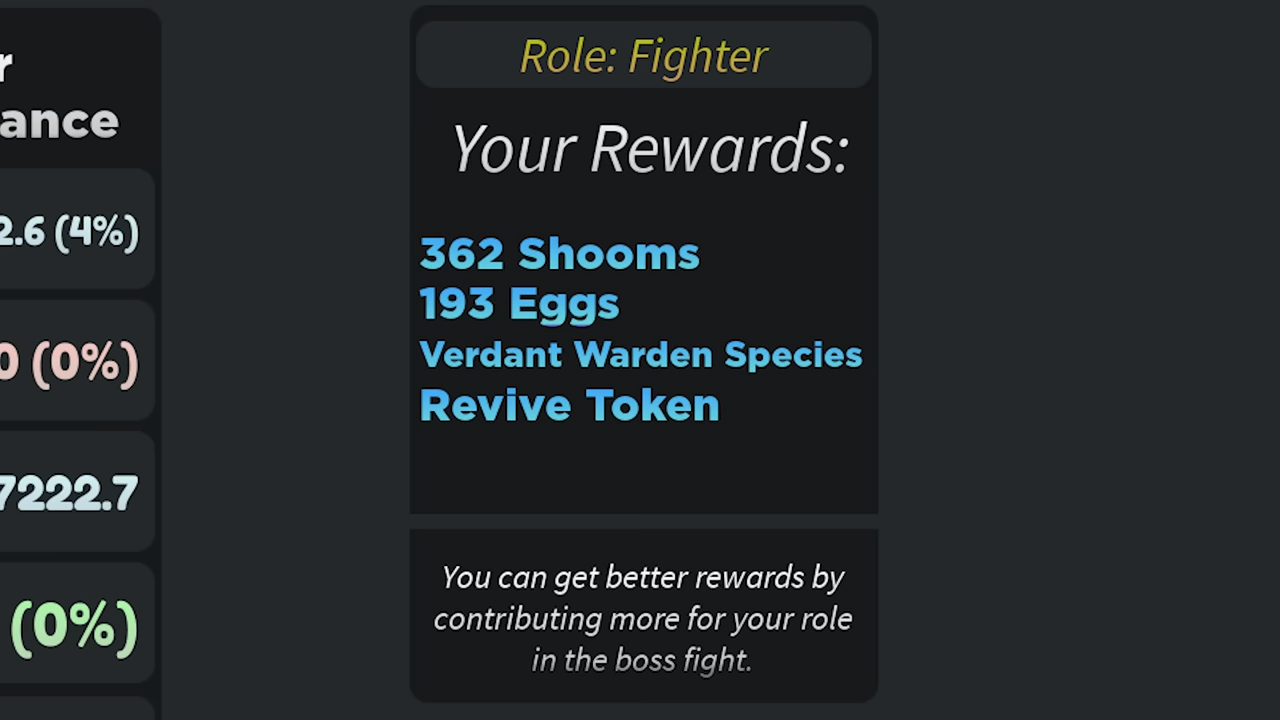 r
ance
2.6 (4%)
0 (0%)
7222.7
(0%)
Role: Fighter
Your Rewards:
362 Shooms
193 Eggs
Verdant Warden Species
Revive Token
You can get better rewards by
contributing more for your role
in the boss fight.